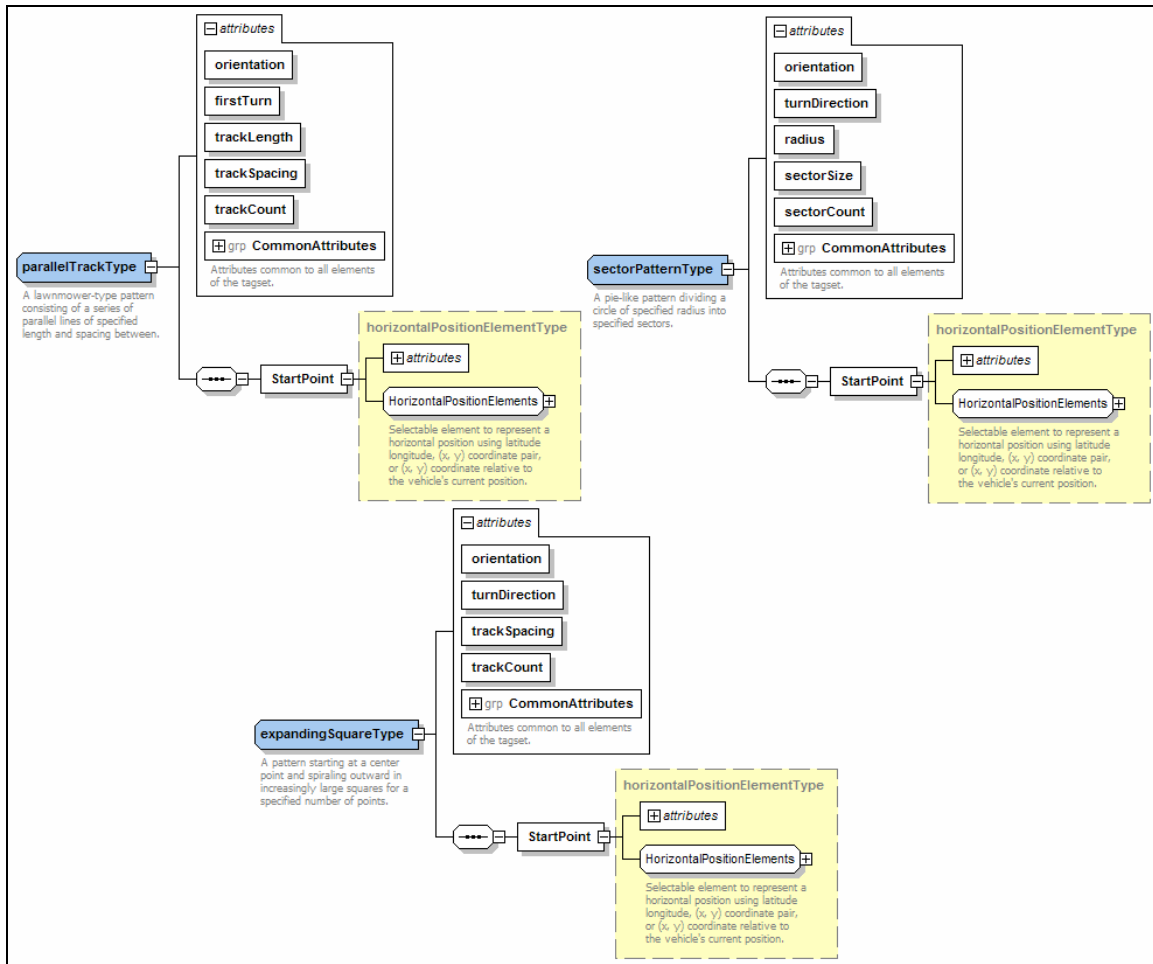 attributes
orientation
firstTurn
trackLength
trackSpacing
trackCount
grp CommonAttributes
Attributes common to all elements
of the tagset.
parallelTrackType
A lawnmower-type pattern
consisting of a series of
parallel lines of specified
length and spacing between.
horizontalPositionElementType
attributes
StartPoint
HorizontalPositionElements
Selectable element to represent a
horizontal position using latitude
longitude, (x, y) coordinate pair,
or (x, y) coordinate relative to
the vehicle's current position.
attributes
orientation
turnDirection
radius
sectorSize
sectorCount
grp CommonAttributes
Attributes common to all elements
of the tagset.
sectorPatternType
A pie-like pattern dividing a
circle of specified radius into
specified sectors.
horizontalPositionElementType
attributes
StartPoint
HorizontalPositionElements
Selectable element to represent a
horizontal position using latitude
longitude, (x, y) coordinate pair,
or (x, y) coordinate relative to
the vehicle's current position.
attributes
orientation
turnDirection
trackSpacing
trackCount
grp CommonAttributes
Attributes common to all elements
of the tagset.
expandingSquareType
A pattern starting at a center
point and spiraling outward in
increasingly large squares for a
specified number of points.
horizontalPositionElementType
attributes
StartPoint
HorizontalPositionElements
Selectable element to represent a
horizontal position using latitude
longitude, (x, y) coordinate pair,
or (x, y) coordinate relative to
the vehicle's current position.